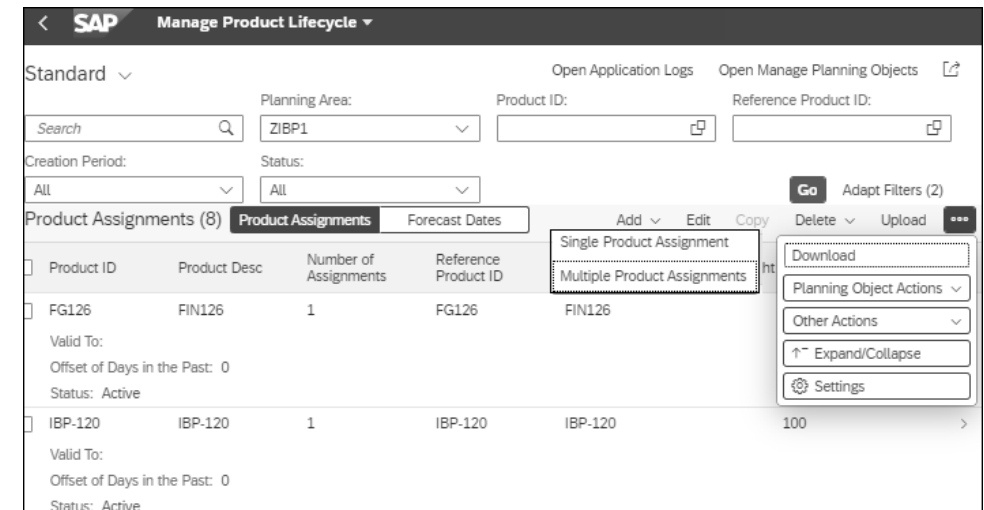 SAP Manage Product Lifecycle
Standard
Open Application Logs Open Manage Planning Objects
Planning Area: Product ID: Reference Product ID:
Search ZIBP1
Creation Period: Status:
All All Go Adapt Filters (2)
Product Assignments (8) Product Assignments Forecast Dates Add Edit Copy Delete Upload
Single Product Assignment
Multiple Product Assignments
Download
Planning Object Actions
Other Actions
Expand/Collapse
Settings
Product ID Product Desc Number of Assignments Reference Product ID ht
FG126 FIN126 1 FG126 FIN126
Valid To:
Offset of Days in the Past: 0
Status: Active
IBP-120 IBP-120 1 IBP-120 IBP-120 100
Valid To:
Offset of Days in the Past: 0
Status: Active